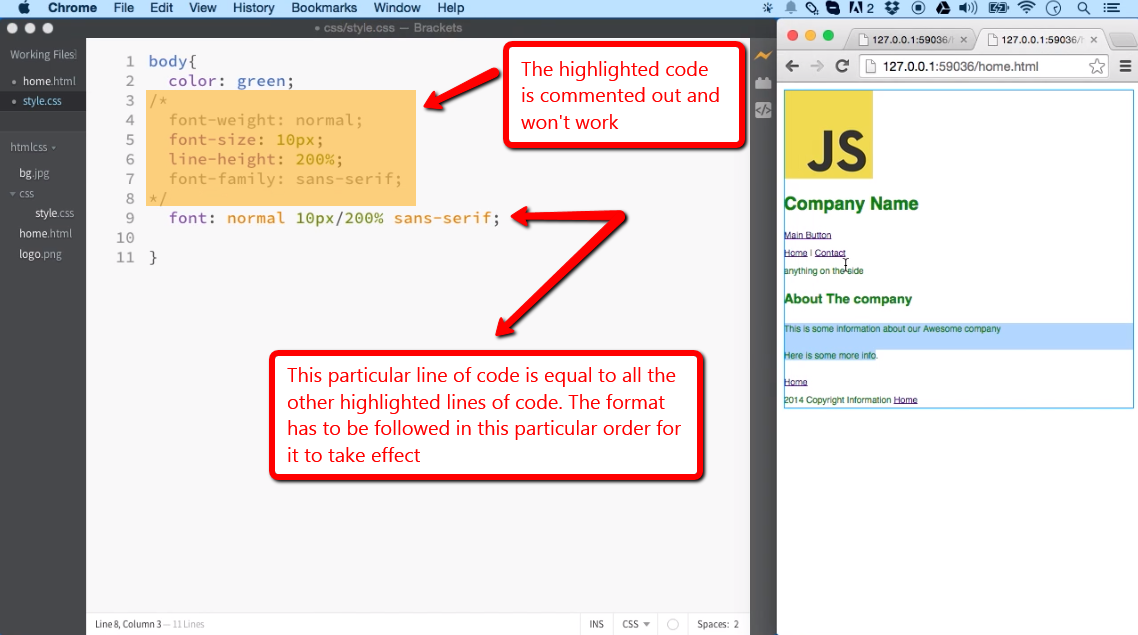 Chrome File Edit View History Bookmarks Window Help
2
• css/style.css — Brackets
Working Files
• home.html
• style.css
htmlcss
bg.jpg
css
style.css
home.html
logo.png
1 body{
2 color: green;
3 /*
4 font-weight: normal;
5 font-size: 10px;
6 line-height: 200%;
7 font-family: sans-serif;
8 */
9 font: normal 10px/200% sans-serif;
10
11 }
The highlighted code
is commented out and
won't work
This particular line of code is equal to all the
other highlighted lines of code. The format
has to be followed in this particular order for
it to take effect
Line 8, Column 3 — 11 Lines
INS CSS Spaces: 2
127.0.0.1:59036/ 127.0.0.1:59036/
127.0.0.1:59036/home.html
JS
Company Name
Main Button
Home | Contact
anything on the side
About The company
This is some information about our Awesome company
Here is some more info.
Home
2014 Copyright Information Home